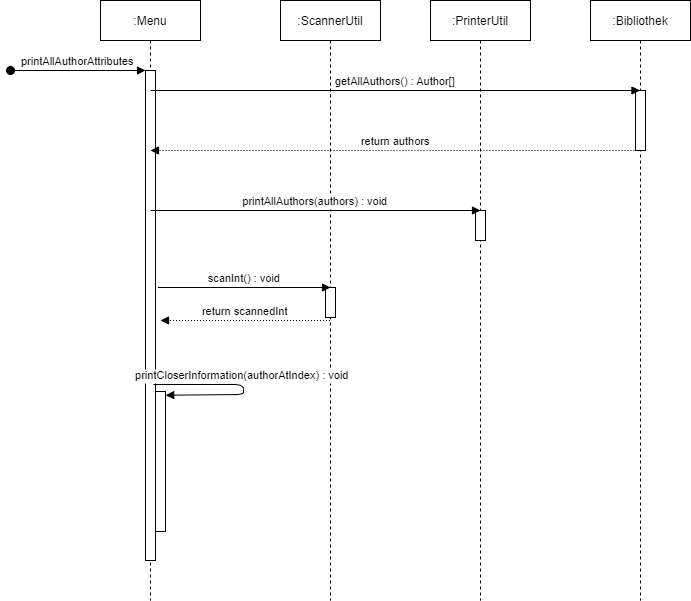 :Menu
:ScannerUtil
:PrinterUtil
:Bibliothek
printAllAuthorAttributes
getAllAuthors() : Author[]
return authors
printAllAuthors(authors) : void
scanInt() : void
return scannedInt
printCloserInformation(authorAtIndex) : void